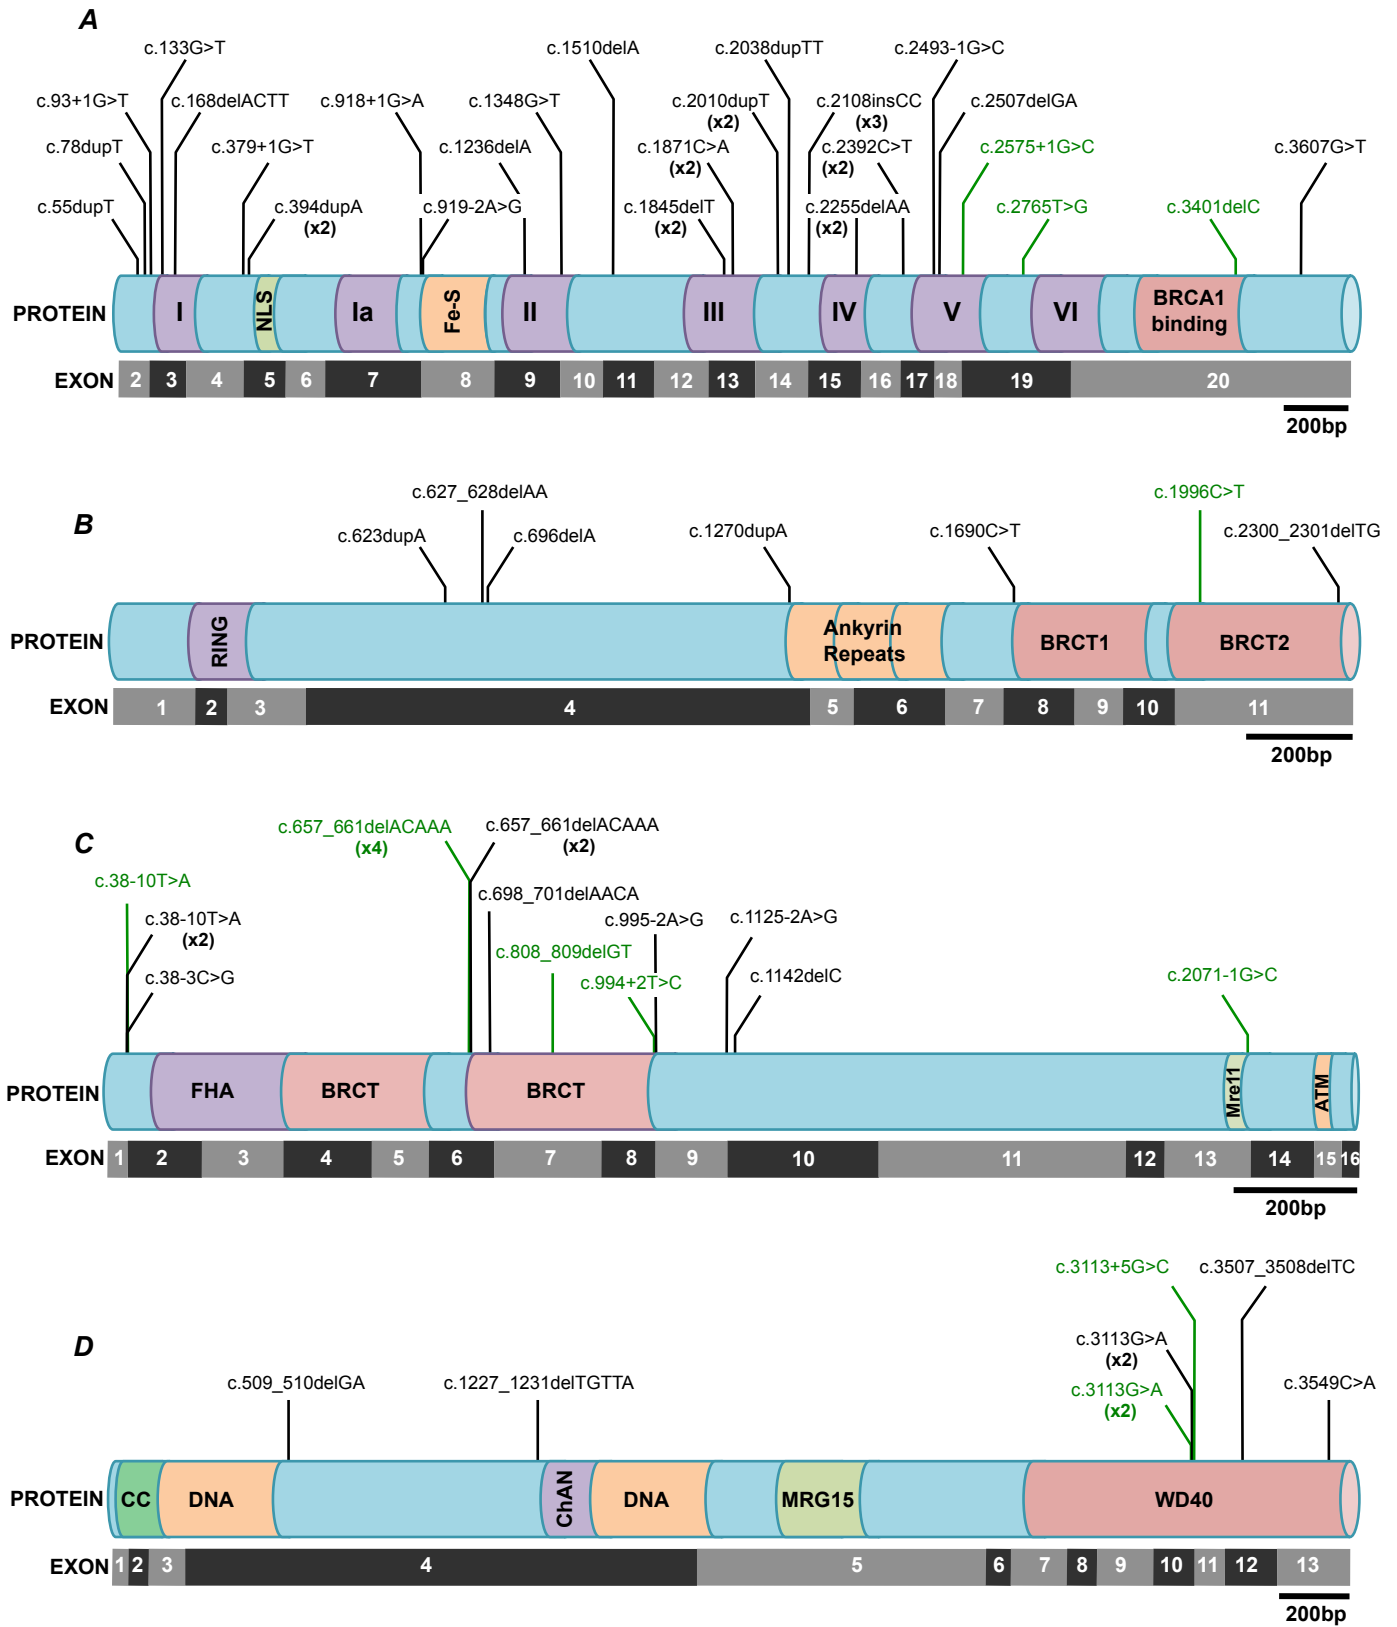 A
c.133G>T
c.1510delA
c.2038dupTT
c.2493-1G>C
c.93+1G>T
c.168delACTT
c.918+1G>A
c.1348G>T
c.2010dupT
(x2)
c.2108insCC
(x3)
c.2507delGA
c.78dupT
c.379+1G>T
c.1236delA
c.1871C>A
(x2)
c.2392C>T
(x2)
c.2575+1G>C
c.3607G>T
c.55dupT
c.394dupA
(x2)
c.919-2A>G
c.1845delT
(x2)
c.2255delAA
(x2)
c.2765T>G
c.3401delC
PROTEIN
I
NLS
Ia
Fe-S
II
III
IV
V
VI
BRCA1
binding
EXON 2 3 4 5 6 7 8 9 10 11 12 13 14 15 16 17 18 19 20
200bp
B
c.627_628delAA
c.1996C>T
c.623dupA
c.696delA
c.1270dupA
c.1690C>T
c.2300_2301delTG
PROTEIN
RING
Ankyrin
Repeats
BRCT1
BRCT2
EXON 1 2 3 4 5 6 7 8 9 10 11
200bp
C
c.657_661delACAAA
(x4)
c.657_661delACAAA
(x2)
c.38-10T>A
c.698_701delAACA
c.38-10T>A
(x2)
c.995-2A>G
c.1125-2A>G
c.808_809delGT
c.38-3C>G
c.994+2T>C
c.1142delC
c.2071-1G>C
PROTEIN
FHA
BRCT
BRCT
Mre11
ATM
EXON 1 2 3 4 5 6 7 8 9 10 11 12 13 14 15 16
200bp
D
c.3113+5G>C
c.3507_3508delTC
c.3113G>A
(x2)
c.509_510delGA
c.1227_1231delTGTTA
c.3113G>A
(x2)
c.3549C>A
PROTEIN
CC
DNA
ChAN
DNA
MRG15
WD40
EXON 1 2 3 4 5 6 7 8 9 10 11 12 13
200bp